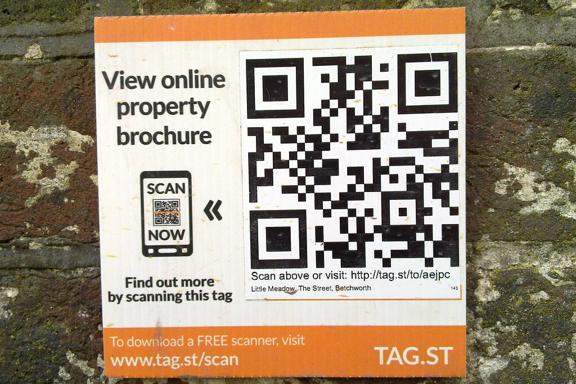 View online
property
brochure
SCAN
NOW
«
Find out more
by scanning this tag
Scan above or visit: http://tag.st/to/aejpc
Little Meadow, The Street, Betchworth
145
To download a FREE scanner, visit
www.tag.st/scan
TAG.ST